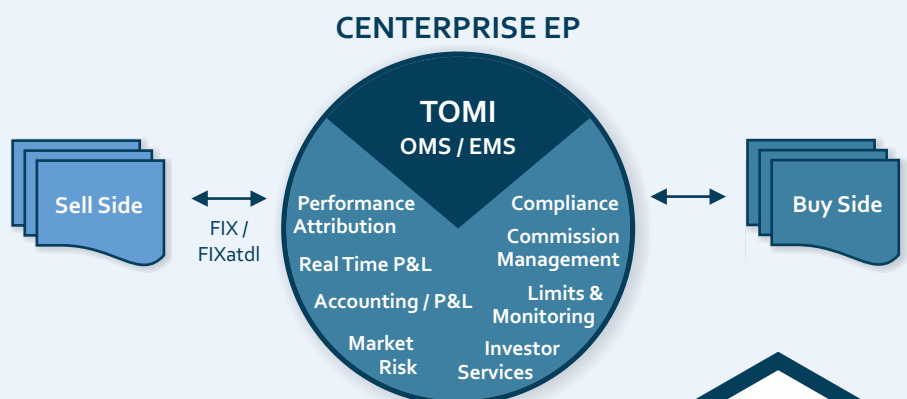 CENTERPRISE EP
TOMI
OMS / EMS
Sell Side
FIX /
FIXatdl
Performance
Attribution
Real Time P&L
Accounting / P&L
Market
Risk
Compliance
Commission
Management
Limits &
Monitoring
Investor
Services
Buy Side